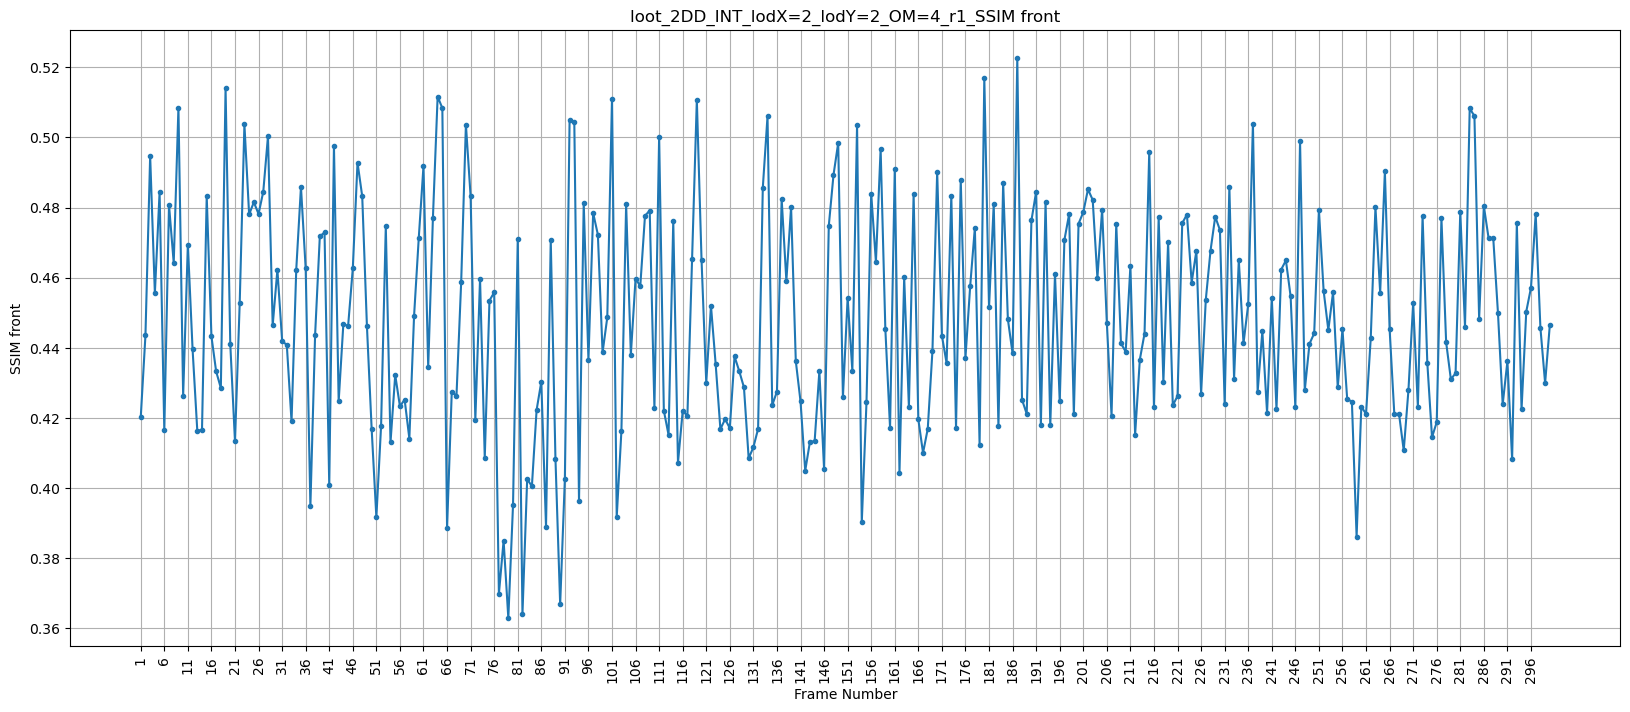 loot_2DD_INT_lodX=2_lodY=2_OM=4_r1_SSIM front
SSIM front
0.52
0.50
0.48
0.46
0.44
0.42
0.40
0.38
0.36
1 6 11 16 21 26 31 36 41 46 51 56 61 66 71 76 81 86 91 96 101 106 111 116 121 126 131 136 141 146 151 156 161 166 171 176 181 186 191 196 201 206 211 216 221 226 231 236 241 246 251 256 261 266 271 276 281 286 291 296
Frame Number